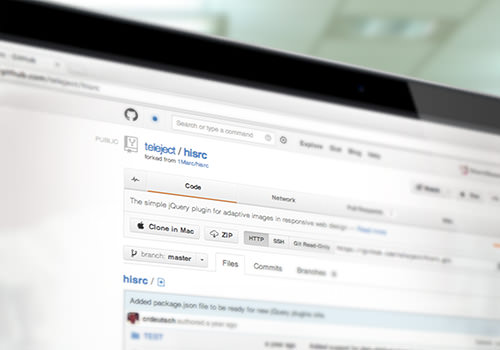 github.com/teleject/hisrc
Search or type a command
Explore Gist Blog Help
PUBLIC
teleject / hisrc
forked from 1Marc/hisrc
Code Network Pull Requests
The simple jQuery plugin for adaptive images in responsive web design — Read more
Clone in Mac ZIP HTTP SSH Git Read-Only
branch: master Files Commits Branches
hisrc /
Added package.json file to be ready for new jQuery plugins site.
crdeutsch authored a year ago
TEST a year ago